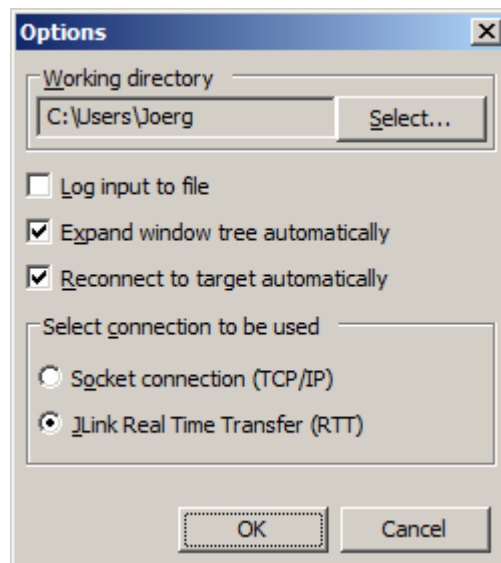 Options
Working directory
C:\Users\Joerg
Select...
Log input to file
Expand window tree automatically
Reconnect to target automatically
Select connection to be used
Socket connection (TCP/IP)
JLink Real Time Transfer (RTT)
OK
Cancel